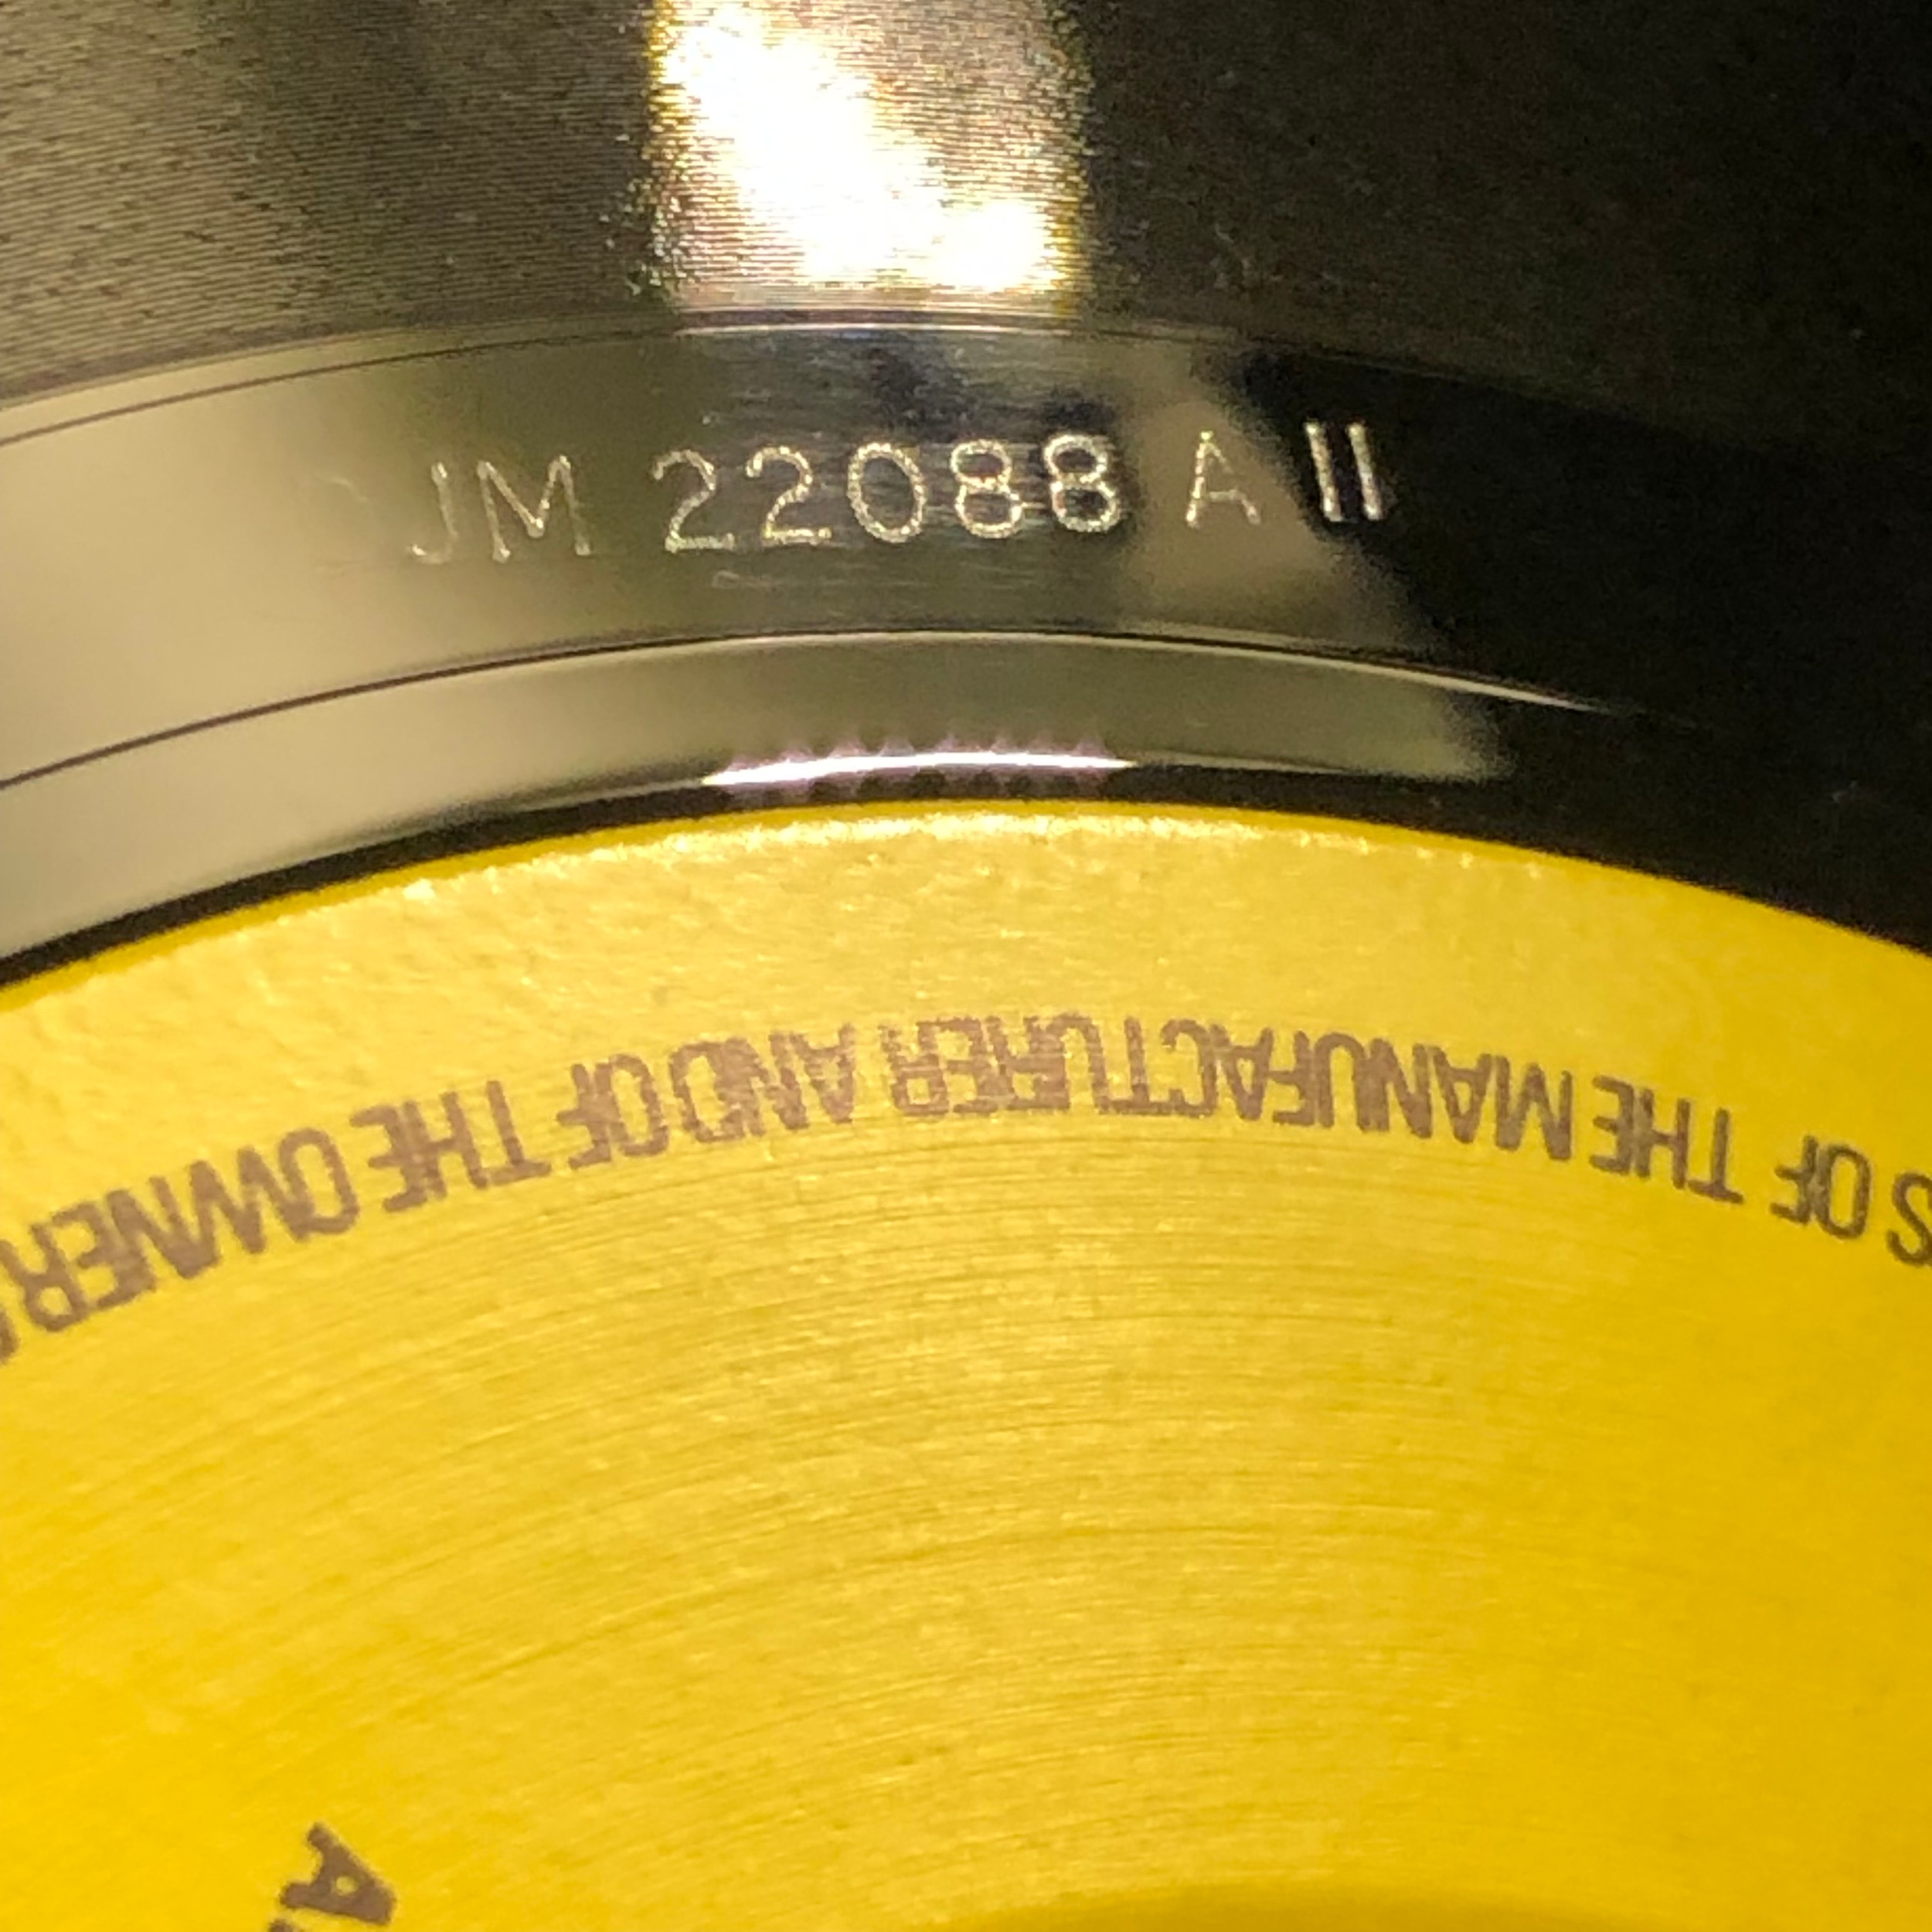 JM 22088 A II
S OF THE MANUFACTURER AND OF THE OWNER